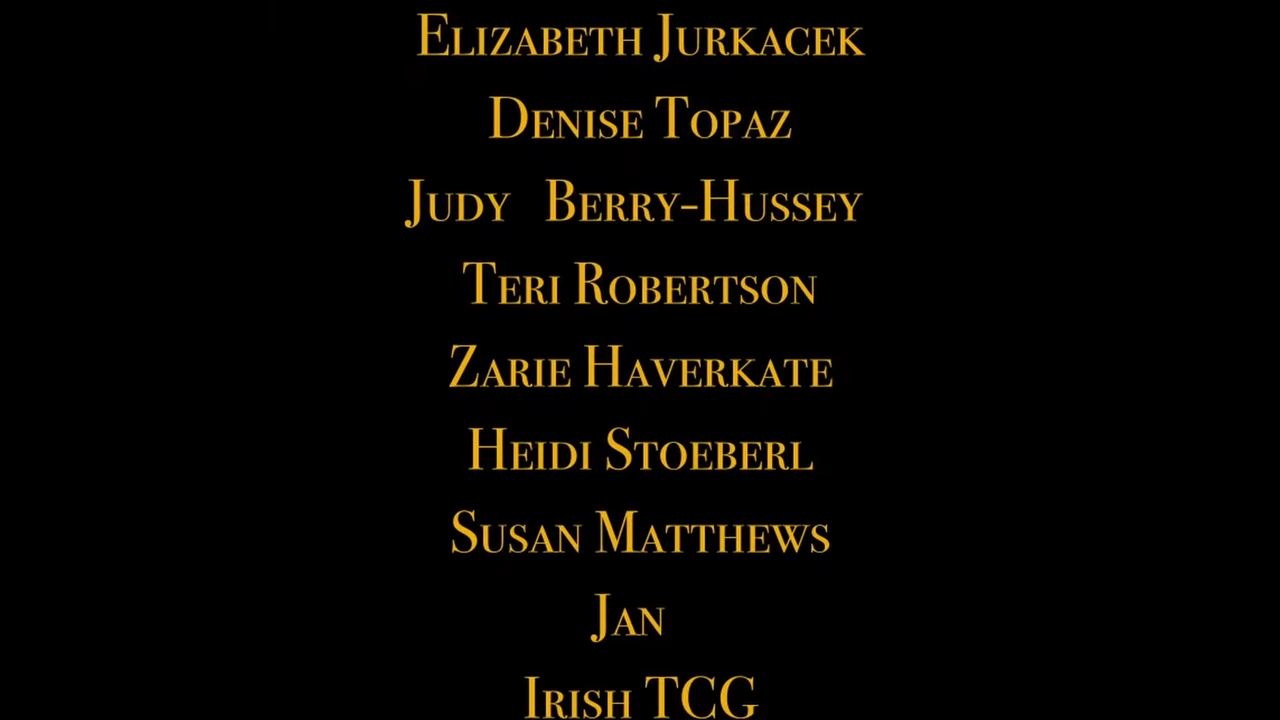 Elizabeth Jurkacek
Denise Topaz
Judy Berry-Hussey
Teri Robertson
Zarie Haverkate
Heidi Stoeberl
Susan Matthews
Jan
Irish TCG